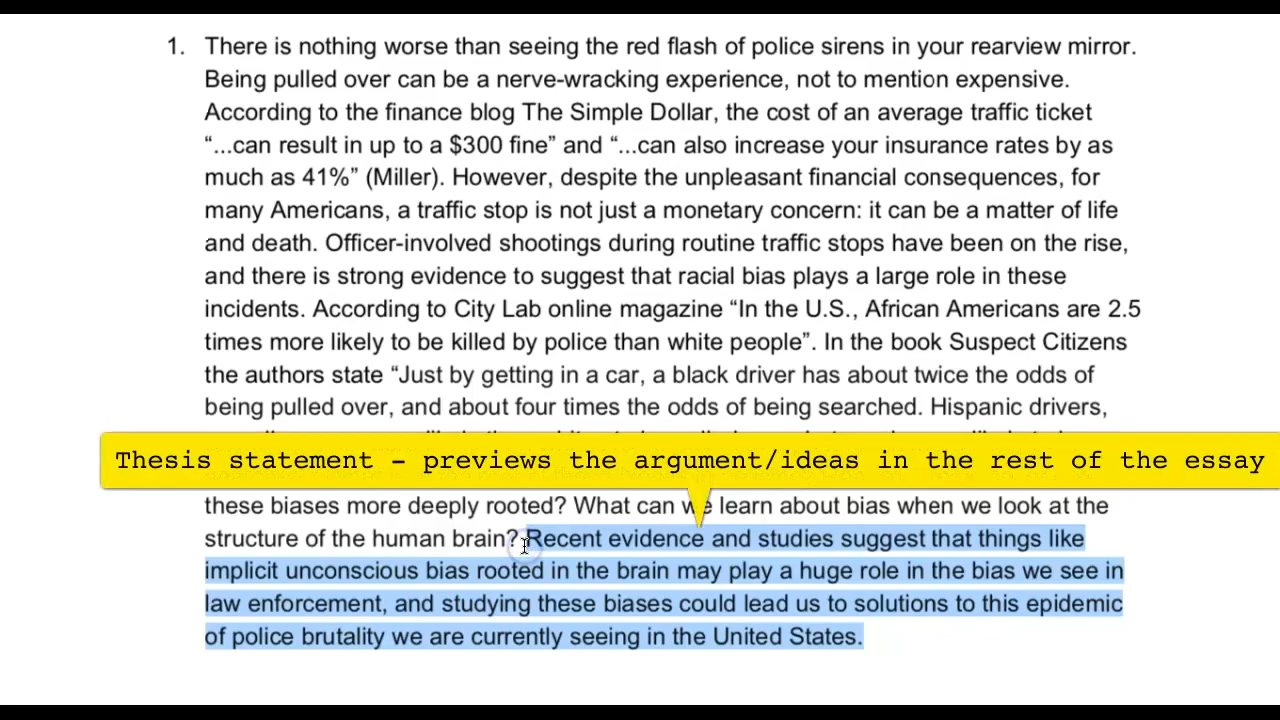 1. There is nothing worse than seeing the red flash of police sirens in your rearview mirror.
Being pulled over can be a nerve-wracking experience, not to mention expensive.
According to the finance blog The Simple Dollar, the cost of an average traffic ticket
“...can result in up to a $300 fine” and “...can also increase your insurance rates by as
much as 41%” (Miller). However, despite the unpleasant financial consequences, for
many Americans, a traffic stop is not just a monetary concern: it can be a matter of life
and death. Officer-involved shootings during routine traffic stops have been on the rise,
and there is strong evidence to suggest that racial bias plays a large role in these
incidents. According to City Lab online magazine “In the U.S., African Americans are 2.5
times more likely to be killed by police than white people”. In the book Suspect Citizens
the authors state “Just by getting in a car, a black driver has about twice the odds of
being pulled over, and about four times the odds of being searched. Hispanic drivers,
Thesis statement - previews the argument/ideas in the rest of the essay
these biases more deeply rooted? What can we learn about bias when we look at the
structure of the human brain? Recent evidence and studies suggest that things like
implicit unconscious bias rooted in the brain may play a huge role in the bias we see in
law enforcement, and studying these biases could lead us to solutions to this epidemic
of police brutality we are currently seeing in the United States.